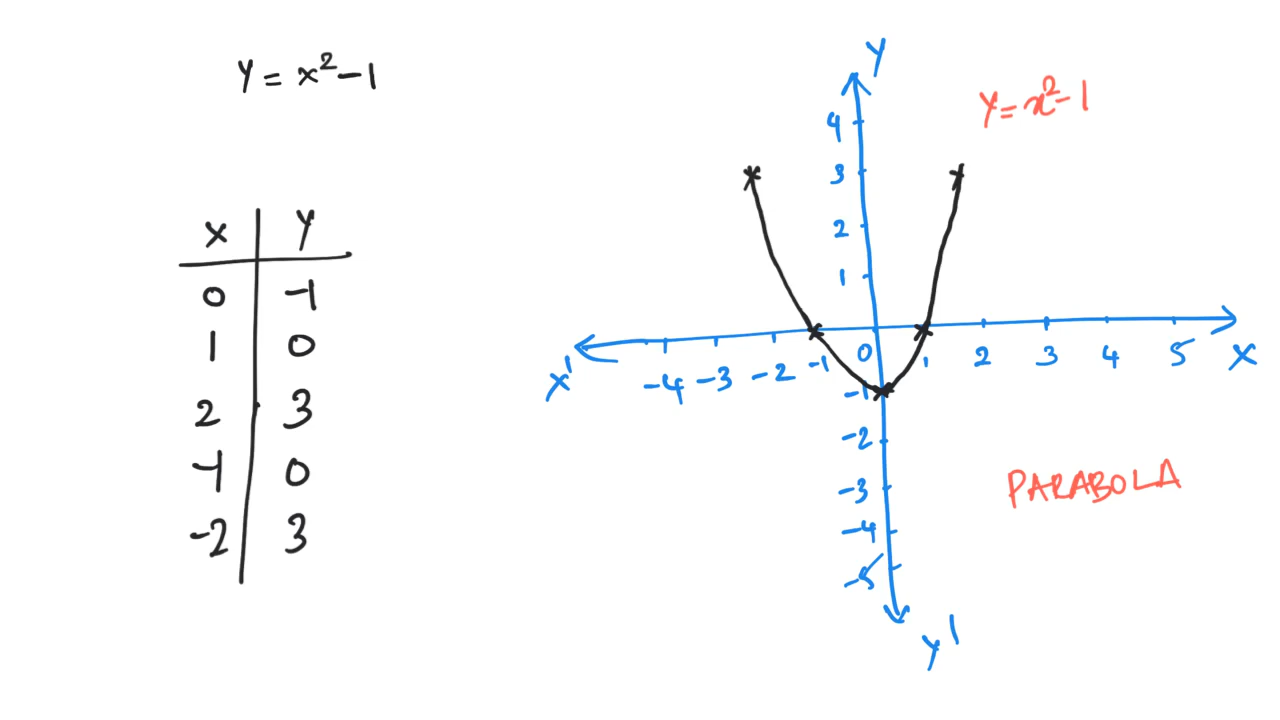 y = x² - 1
x y
0 -1
1 0
2 3
-1 0
-2 3
y
y = x² - 1
4
3
2
1
x' -4 -3 -2 -1 0 1 2 3 4 5 x
-1
-2
-3
-4
-5
y'
PARABOLA